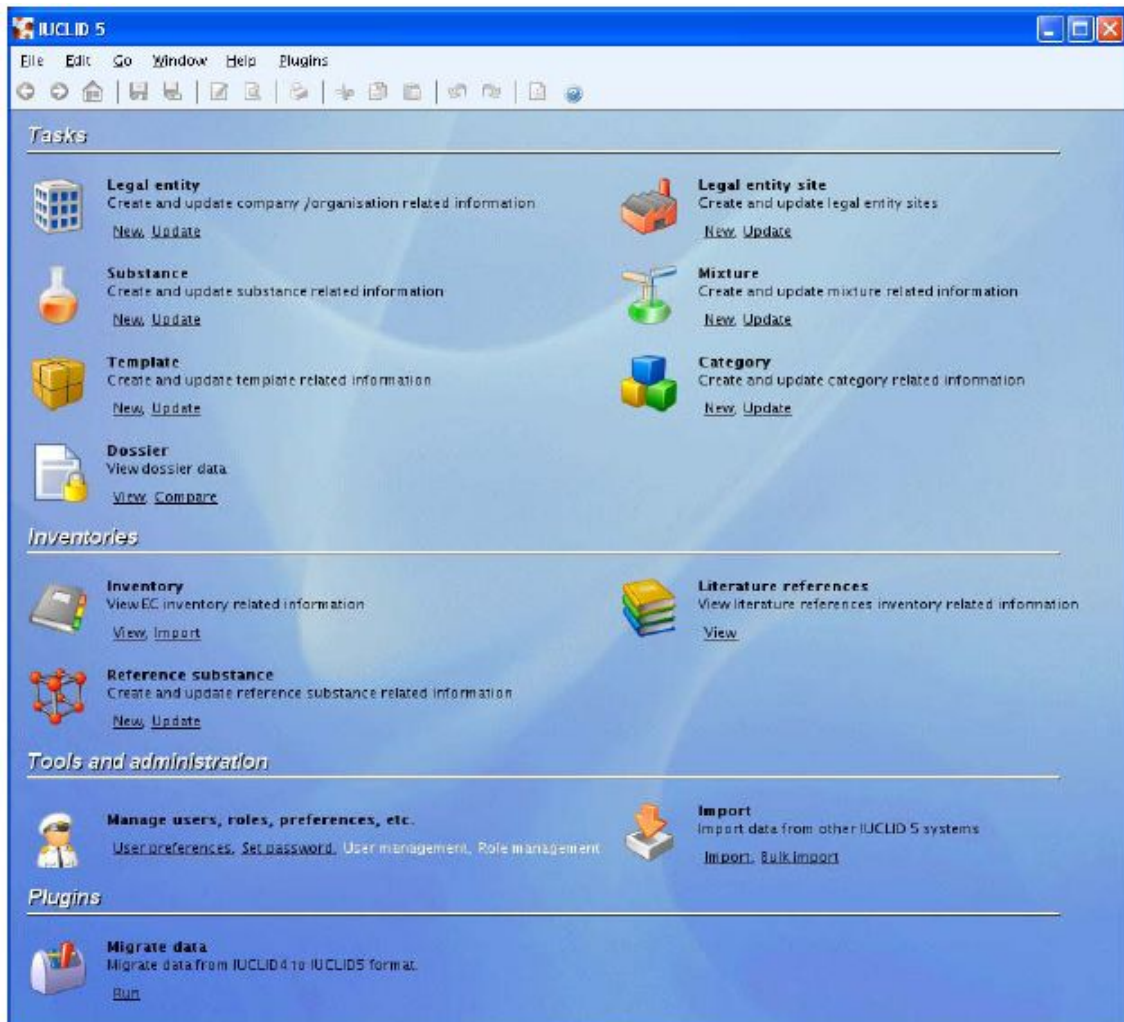 IUCLID 5
File Edit Go Window Help Plugins
Tasks
Legal entity
Create and update company /organisation related information
New, Update
Legal entity site
Create and update legal entity sites
New, Update
Substance
Create and update substance related information
New, Update
Mixture
Create and update mixture related information
New, Update
Template
Create and update template related information
New, Update
Category
Create and update category related information
New, Update
Dossier
View dossier data
View, Compare
Inventories
Inventory
View EC inventory related information
View, Import
Literature references
View literature references inventory related information
View
Reference substance
Create and update reference substance related information
New, Update
Tools and administration
Manage users, roles, preferences, etc.
User preferences, Set password, User management, Role management
Import
Import data from other IUCLID 5 systems
Import, Bulk import
Plugins
Migrate data
Migrate data from IUCLID4 to IUCLID5 format.
Run